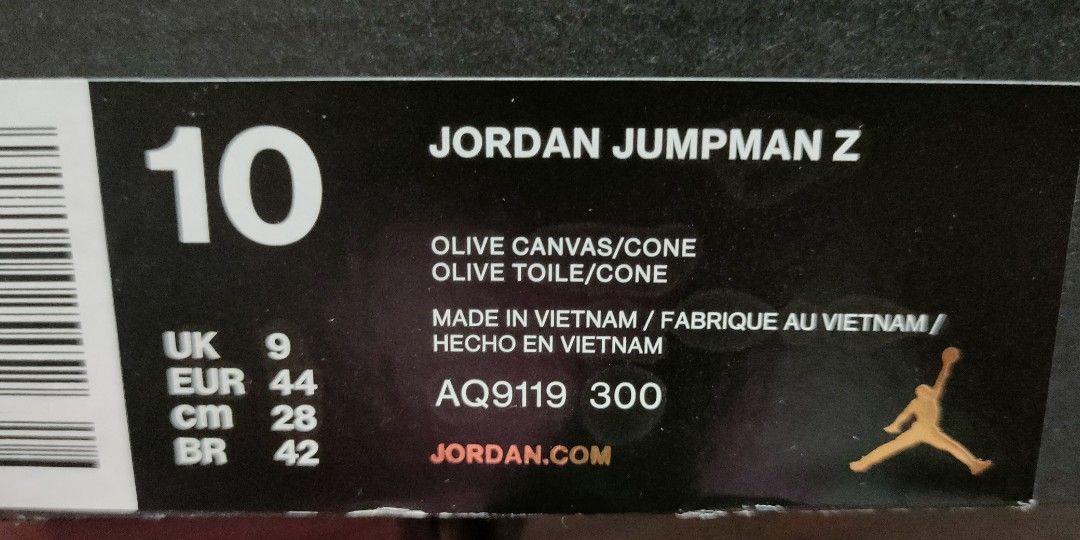 10
JORDAN JUMPMAN Z
OLIVE CANVAS/CONE
OLIVE TOILE/CONE
MADE IN VIETNAM / FABRIQUE AU VIETNAM /
HECHO EN VIETNAM
UK 9
EUR 44
cm 28
BR 42
AQ9119 300
JORDAN.COM